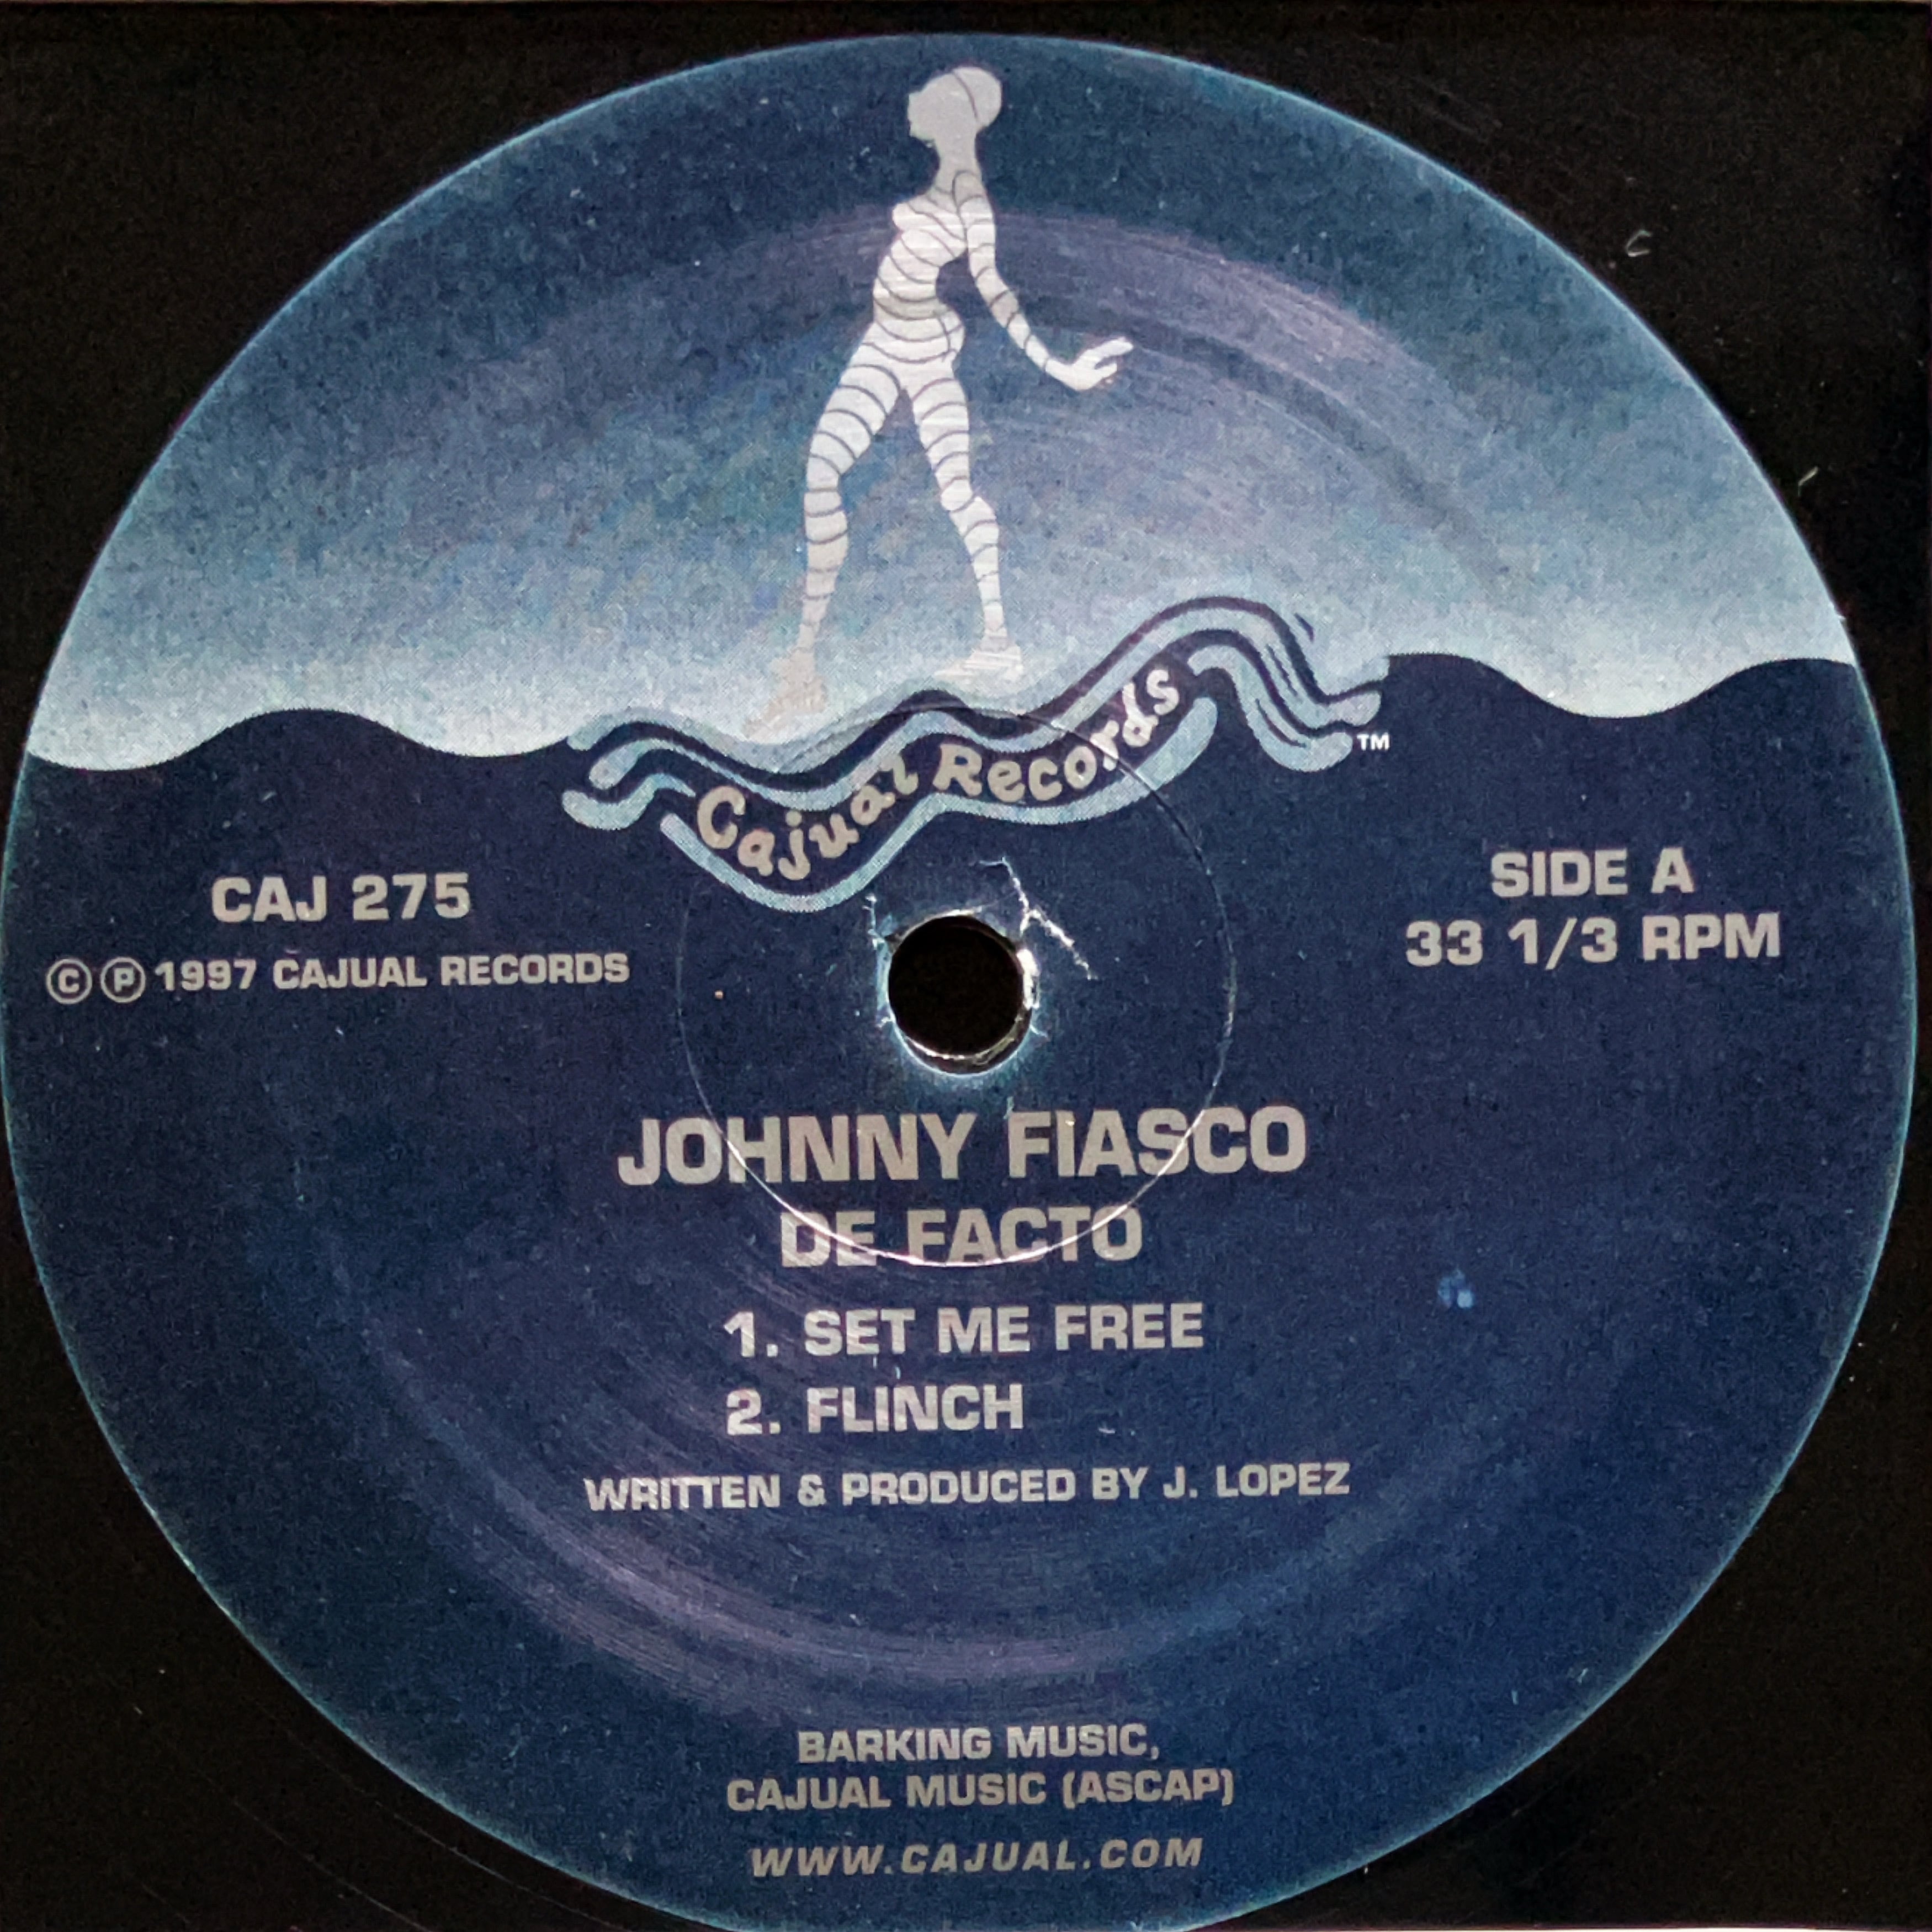 Cajual Records
TM
CAJ 275
© ℗ 1997 CAJUAL RECORDS
SIDE A
33 1/3 RPM
JOHNNY FIASCO
DE FACTO
1. SET ME FREE
2. FLINCH
WRITTEN & PRODUCED BY J. LOPEZ
BARKING MUSIC,
CAJUAL MUSIC (ASCAP)
WWW.CAJUAL.COM